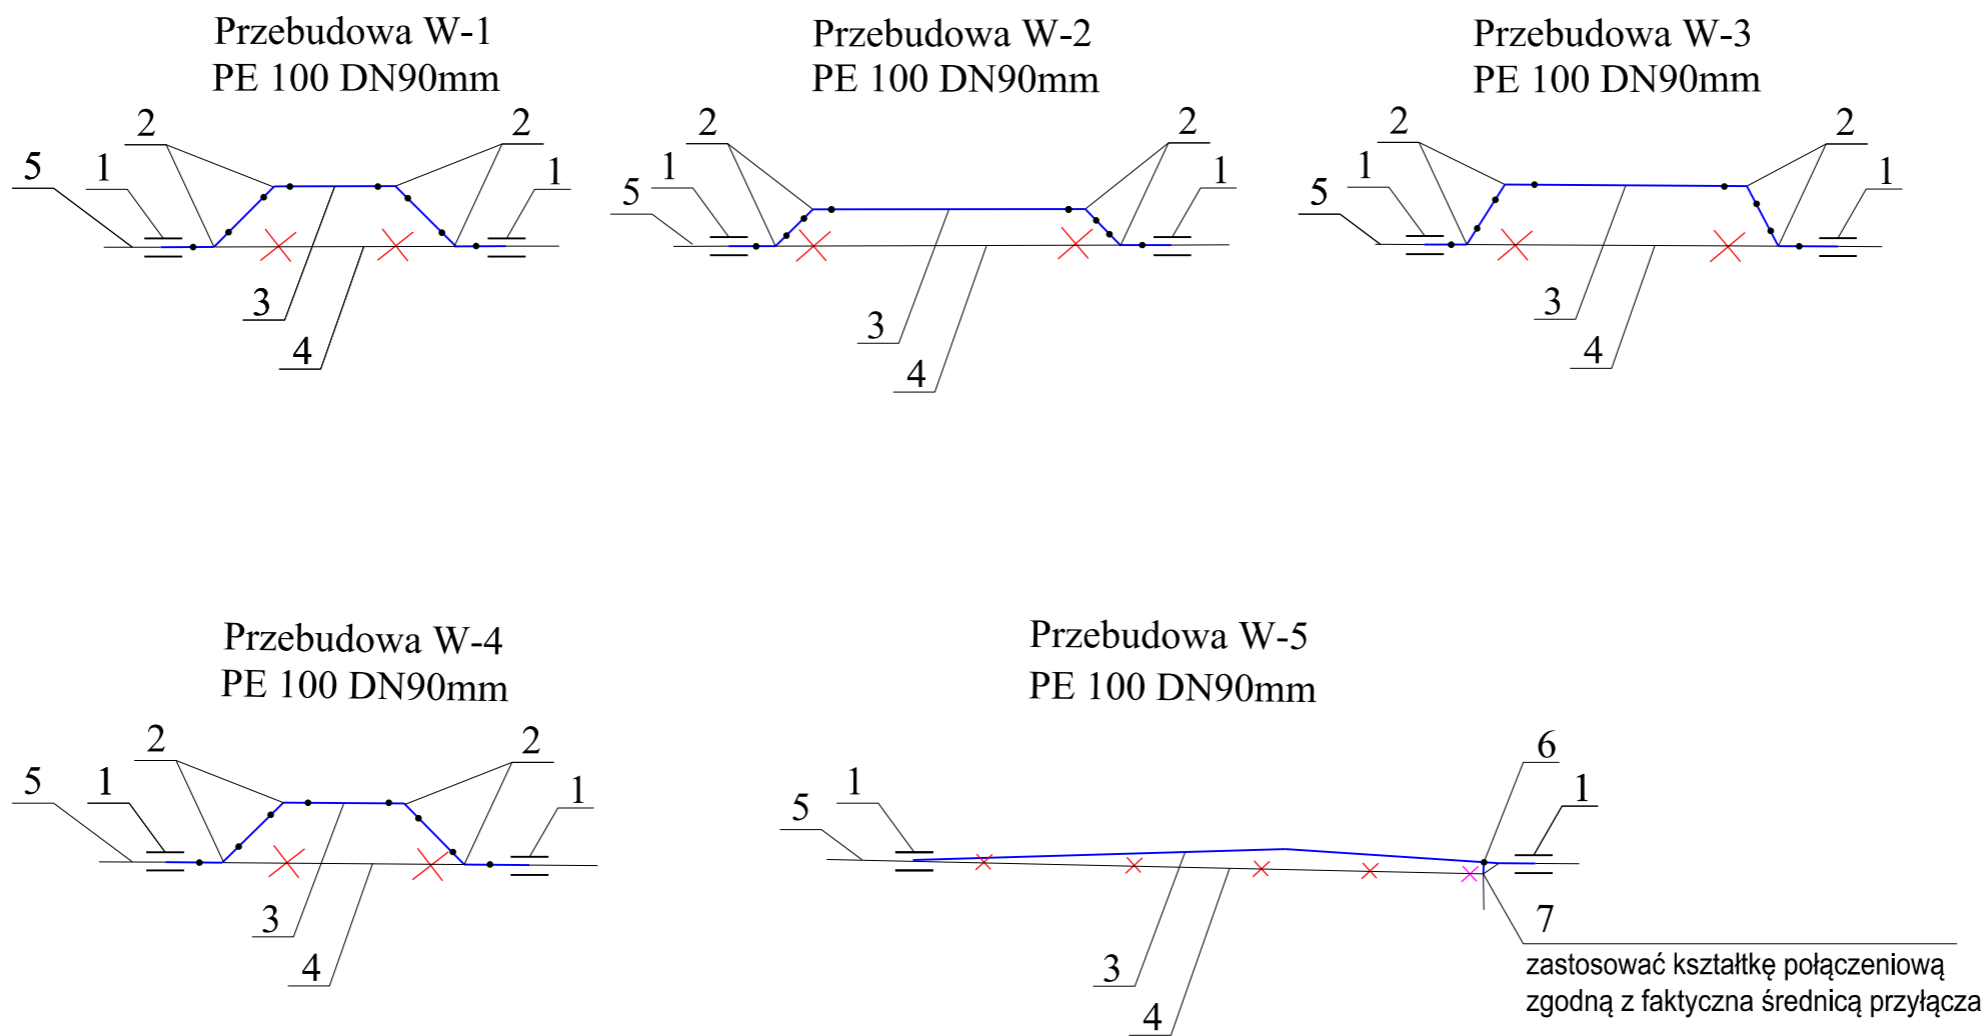 Przebudowa W-1
PE 100 DN90mm
2
2
5
1
1
3
4
Przebudowa W-2
PE 100 DN90mm
2
2
5
1
1
3
4
Przebudowa W-3
PE 100 DN90mm
2
2
5
1
1
3
4
Przebudowa W-4
PE 100 DN90mm
2
2
5
1
1
3
4
Przebudowa W-5
PE 100 DN90mm
6
1
1
5
7
3
4
zastosować kształtkę połączeniową
zgodną z faktyczna średnicą przyłącza